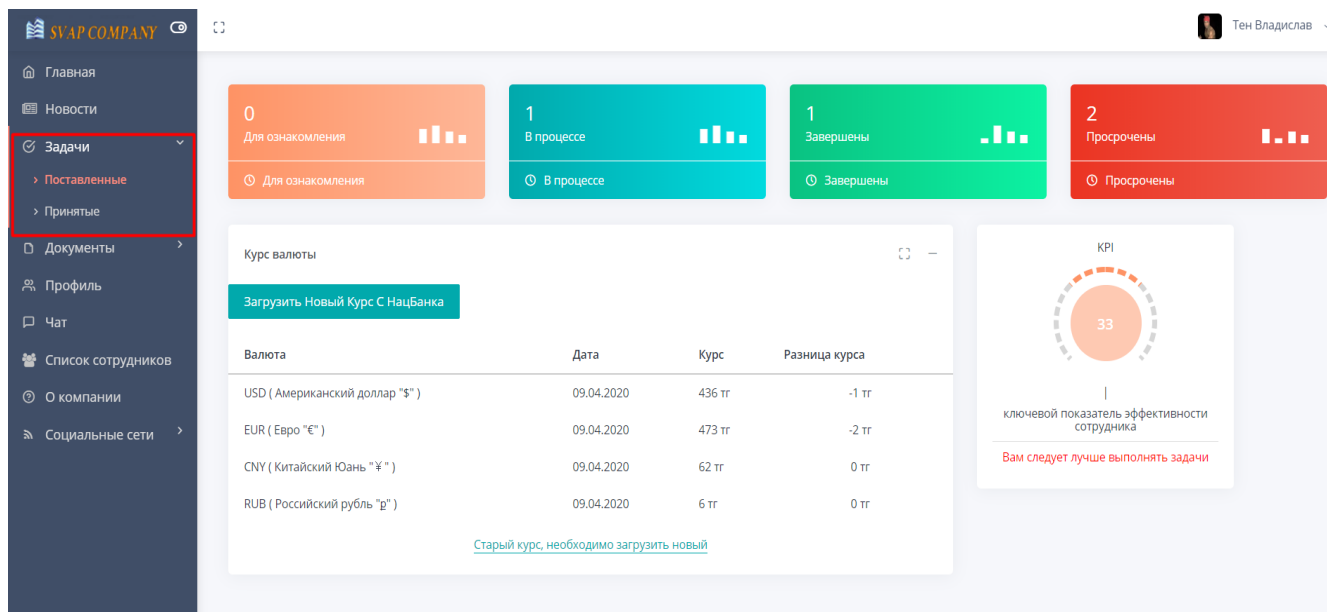 SVAP COMPANY
Тен Владислав
Главная
Новости
Задачи
Поставленные
Принятые
Документы
Профиль
Чат
Список сотрудников
О компании
Социальные сети
0
Для ознакомления
Для ознакомления
1
В процессе
В процессе
1
Завершены
Завершены
2
Просрочены
Просрочены
Курс валюты
Загрузить Новый Курс С НацБанка
Валюта Дата Курс Разница курса
USD ( Американский доллар "$" ) 09.04.2020 436 тг -1 тг
EUR ( Евро "€" ) 09.04.2020 473 тг -2 тг
CNY ( Китайский Юань "¥" ) 09.04.2020 62 тг 0 тг
RUB ( Российский рубль "р" ) 09.04.2020 6 тг 0 тг
Старый курс, необходимо загрузить новый
KPI
33
ключевой показатель эффективности
сотрудника
Вам следует лучше выполнять задачи